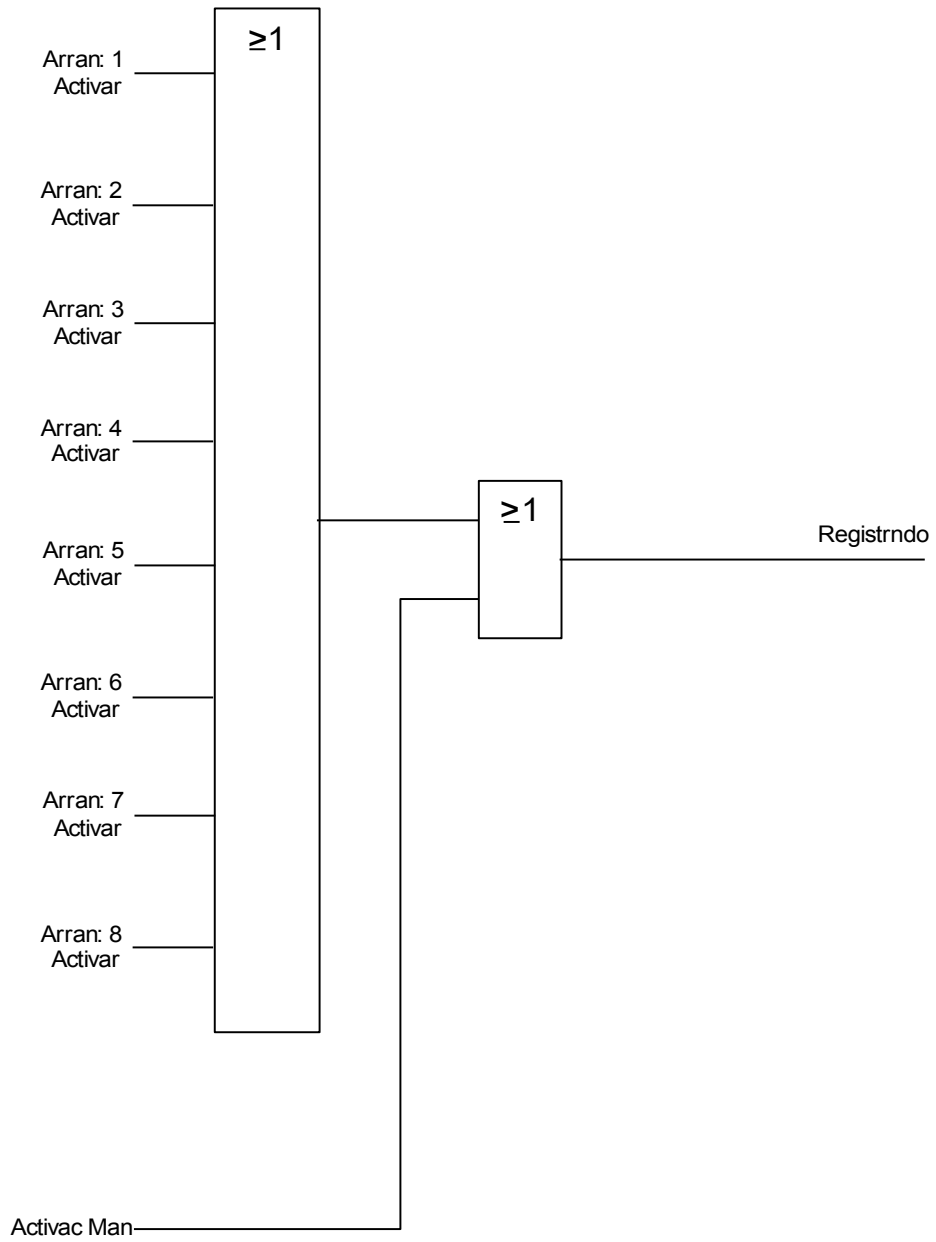 ≥1
Arran: 1
Activar
Arran: 2
Activar
Arran: 3
Activar
Arran: 4
Activar
≥1
Registrndo
Arran: 5
Activar
Arran: 6
Activar
Arran: 7
Activar
Arran: 8
Activar
Activac Man